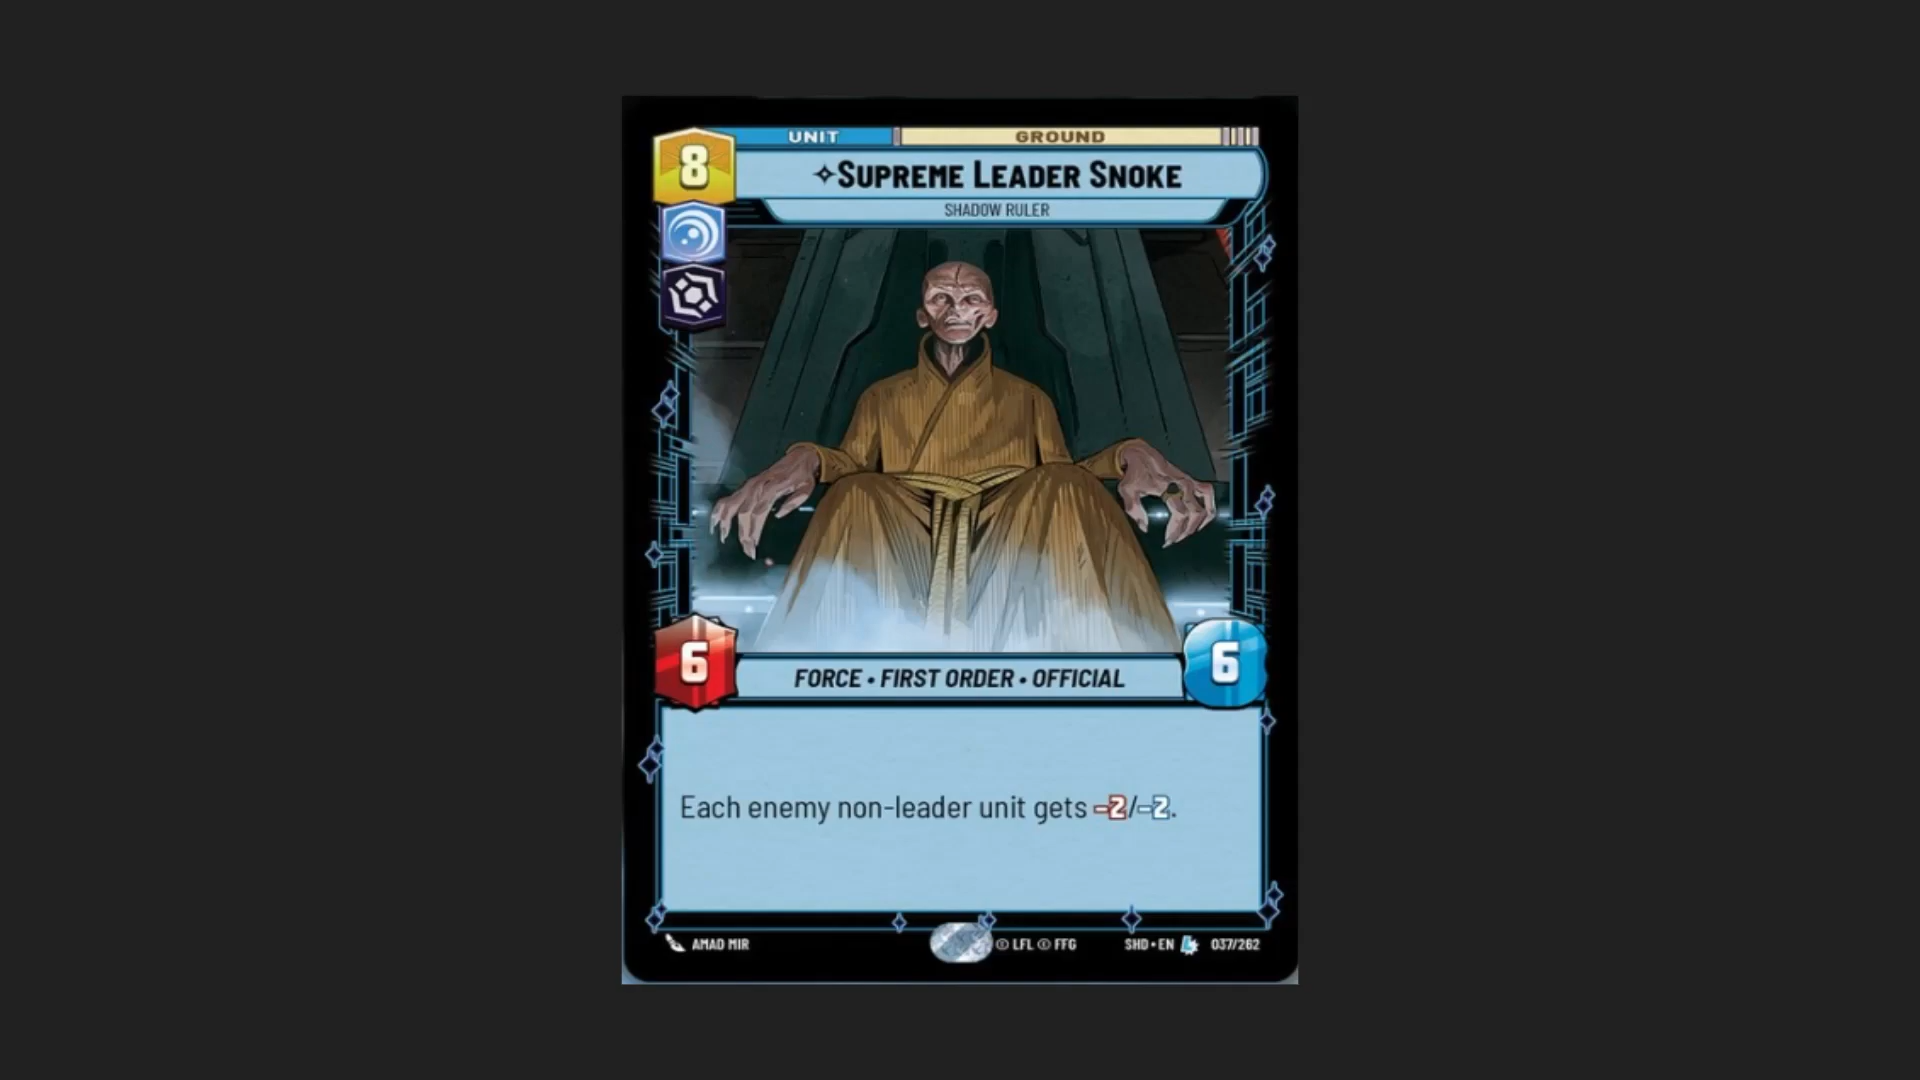 UNIT GROUND
8
SUPREME LEADER SNOKE
SHADOW RULER
6
FORCE • FIRST ORDER • OFFICIAL
6
Each enemy non-leader unit gets -2/-2.
AMAD MIR
© LFL © FFG
SHD • EN L 037/262